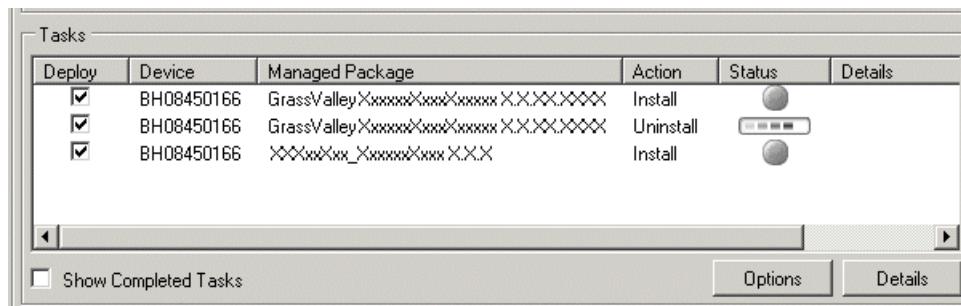 Tasks
Deploy Device Managed Package Action Status Details
BH08450166 GrassValleyXxxxxxXxxxXxxxxx X.X.XX.XXXX Install
BH08450166 GrassValleyXxxxxxXxxxXxxxxx X.X.XX.XXXX Uninstall
BH08450166 XXXxxXxx_XxxxxxXxxx X.X.X Install
Show Completed Tasks Options Details